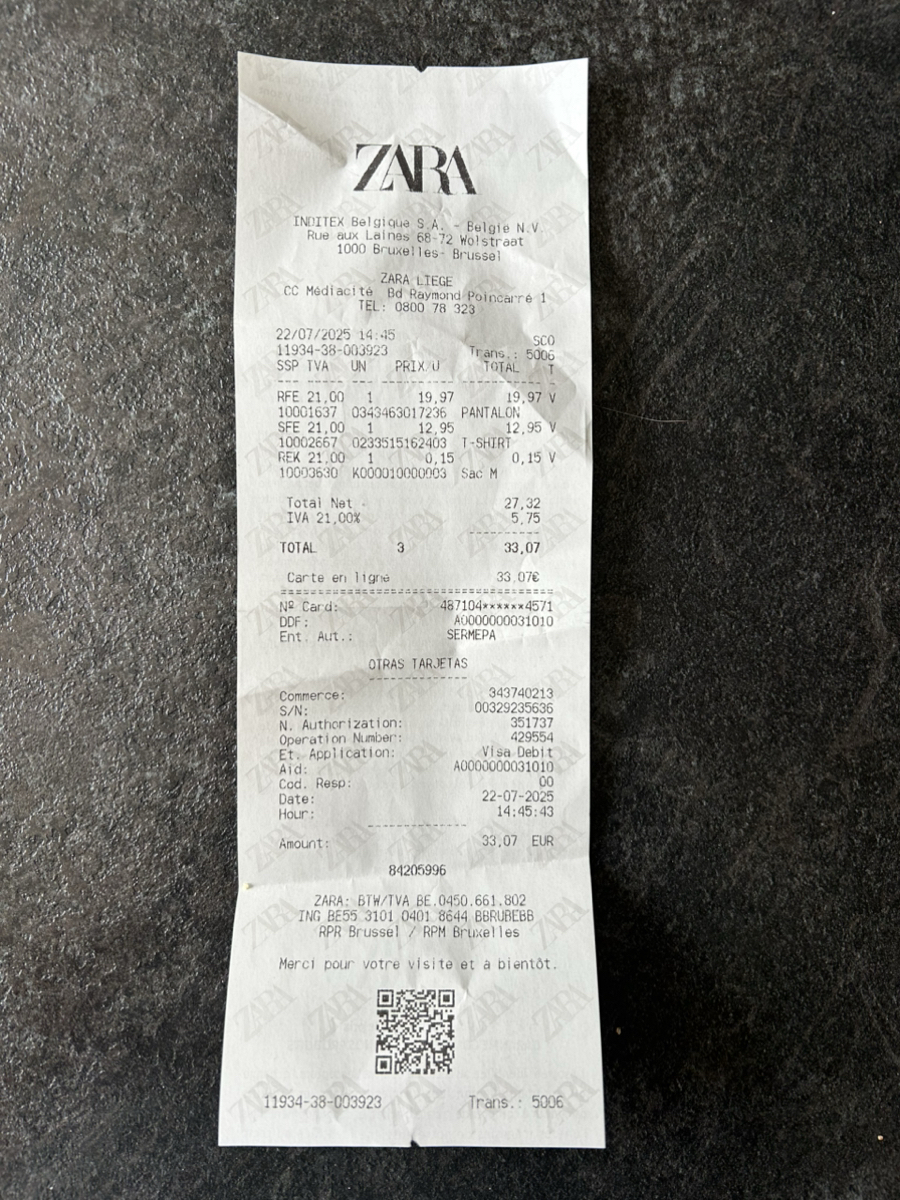 ZARA
INDITEX Belgique S.A. - Belgie N.V.
Rue aux Laines 68-72 Wolstraat
1000 Bruxelles- Brussel
ZARA LIEGE
CC Médiacité Bd Raymond Poincarré 1
TEL: 0800 78 323
22/07/2025 14:45 SCO
11934-38-003923 Trans.: 5006
SSP TVA UN PRIX U TOTAL T
RFE 21,00 1 19,97 19,97 V
10001637 0343463017236 PANTALON
SFE 21,00 1 12,95 12,95 V
10002667 0233515162403 T-SHIRT
REK 21,00 1 0,15 0,15 V
10003630 K000010000003 Sac M
Total Net - 27,32
IVA 21,00% 5,75
TOTAL 3 33,07
Carte en ligne 33,07€
Nº Card: 487104******4571
DDF: A0000000031010
Ent. Aut.: SERMEPA
OTRAS TARJETAS
Commerce: 343740213
S/N: 00329235636
N. Authorization: 351737
Operation Number: 429554
Et. Application: Visa Debit
Aid: A0000000031010
Cod. Resp: 00
Date: 22-07-2025
Hour: 14:45:43
Amount: 33,07 EUR
84205996
ZARA: BTW/TVA BE.0450.661.802
ING BE55 3101 0401 8644 BBRUBEBB
RPR Brussel / RPM Bruxelles
Merci pour votre visite et à bientôt.
11934-38-003923 Trans.: 5006